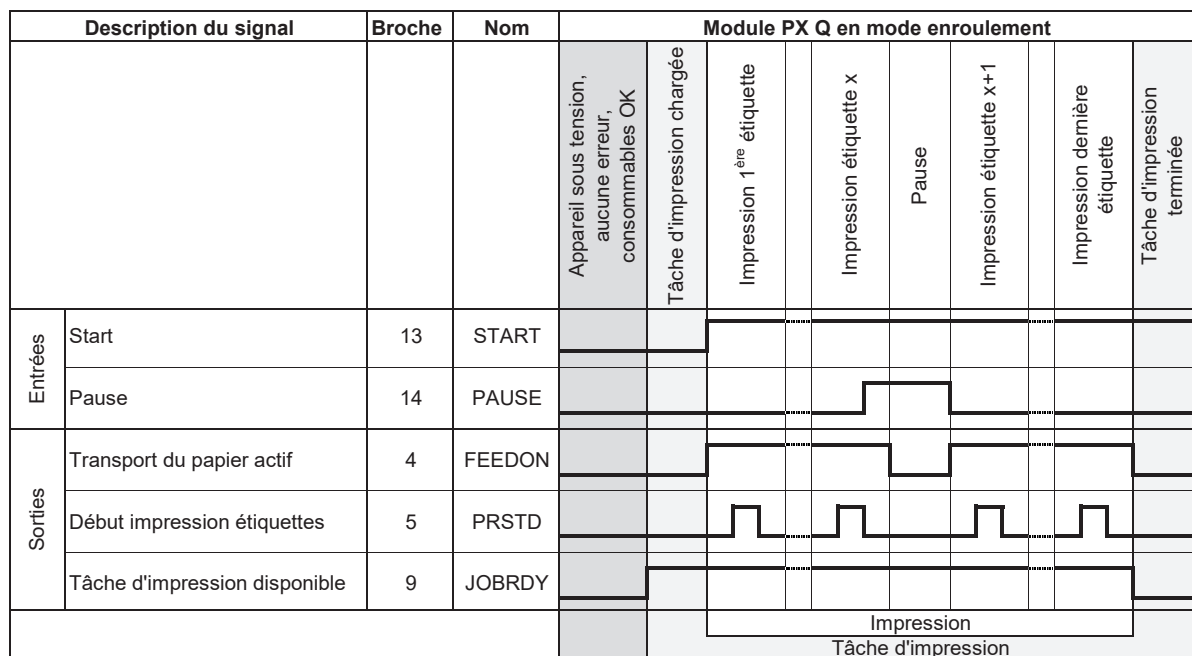 Description du signal
Broche
Nom
Module PX Q en mode enroulement
Appareil sous tension,
aucune erreur,
consommables OK
Tâche d'impression chargée
Impression 1ère étiquette
Impression étiquette x
Pause
Impression étiquette x+1
Impression dernière
étiquette
Tâche d'impression
terminée
Entrées
Start
13
START
Pause
14
PAUSE
Sorties
Transport du papier actif
4
FEEDON
Début impression étiquettes
5
PRSTD
Tâche d'impression disponible
9
JOBRDY
Impression
Tâche d'impression